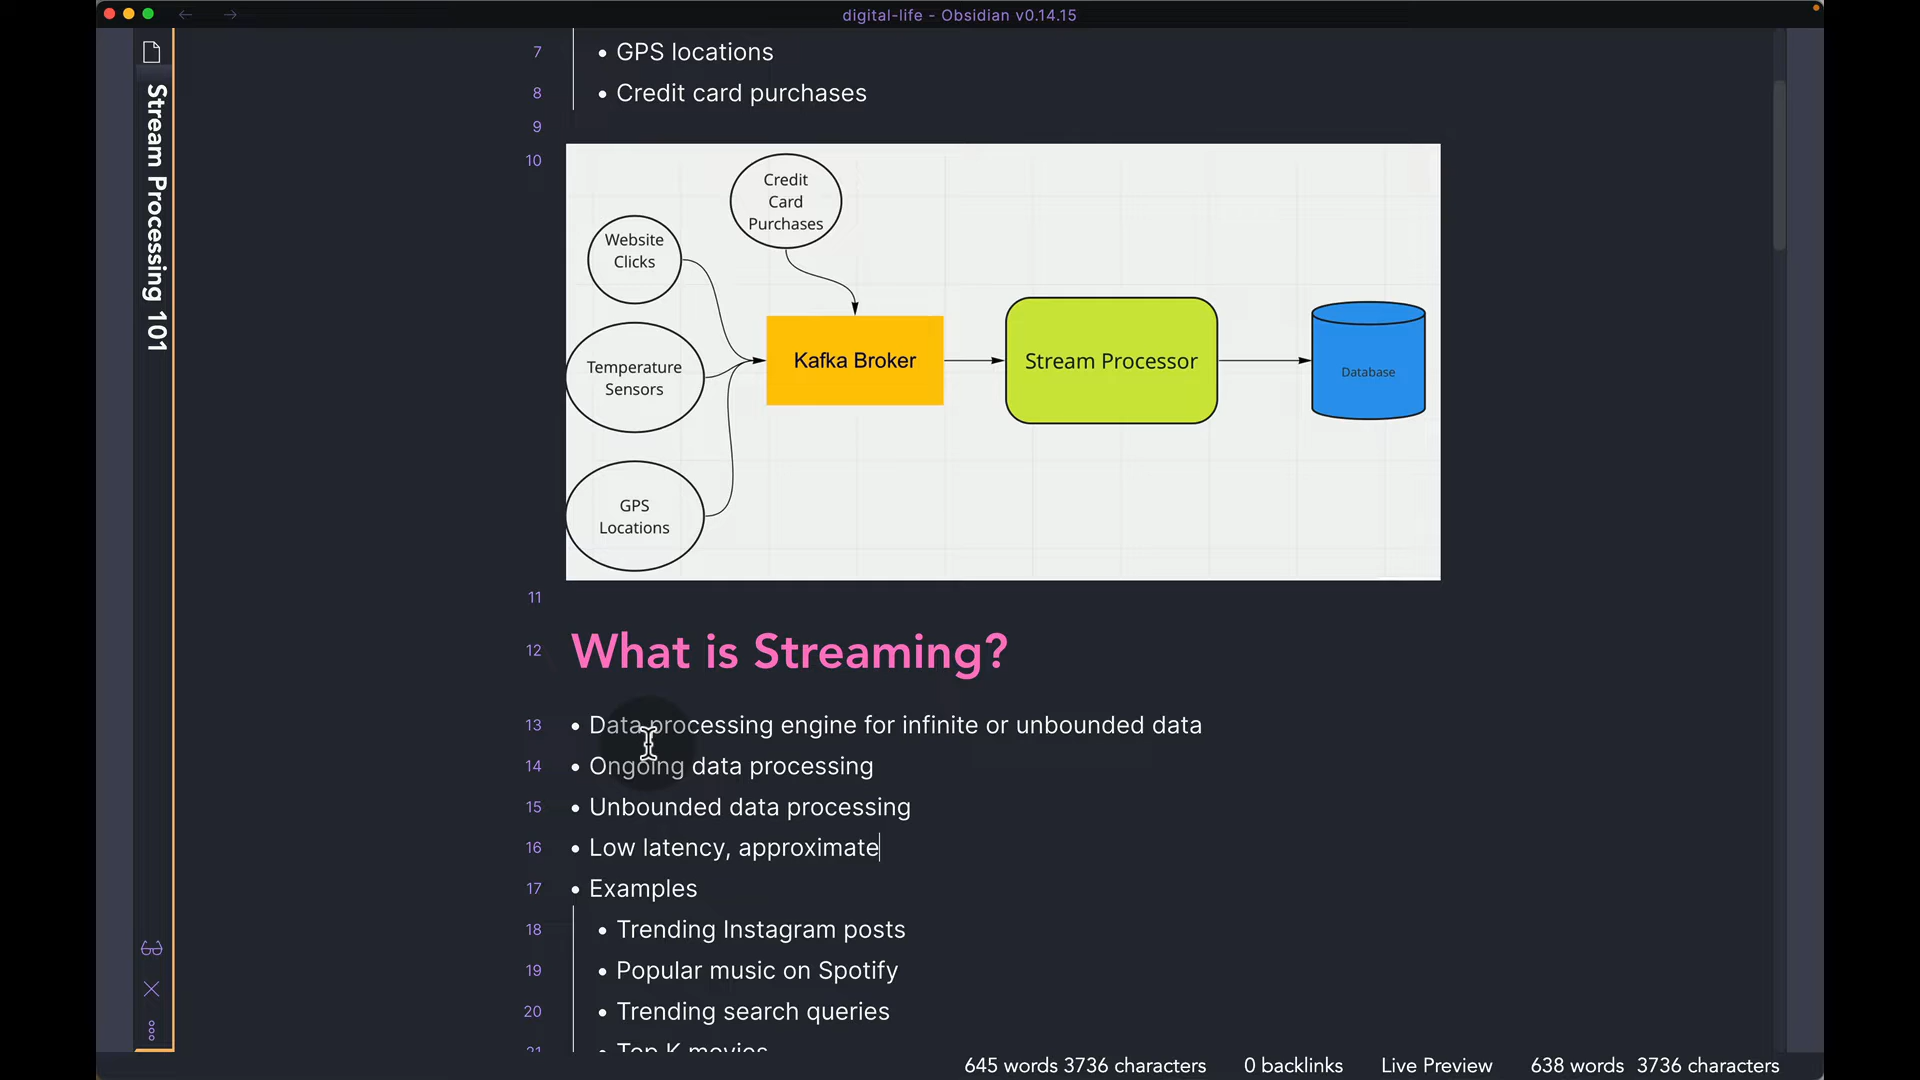 digital-life - Obsidian v0.14.15
Stream Processing 101
7
GPS locations
8
Credit card purchases
9
10
Credit
Card
Purchases
Website
Clicks
Temperature
Sensors
GPS
Locations
Kafka Broker
Stream Processor
Database
11
12
What is Streaming?
13
Data processing engine for infinite or unbounded data
14
Ongoing data processing
15
Unbounded data processing
16
Low latency, approximate
17
Examples
18
Trending Instagram posts
19
Popular music on Spotify
20
Trending search queries
21
Top K movies
645 words 3736 characters
0 backlinks
Live Preview
638 words 3736 characters